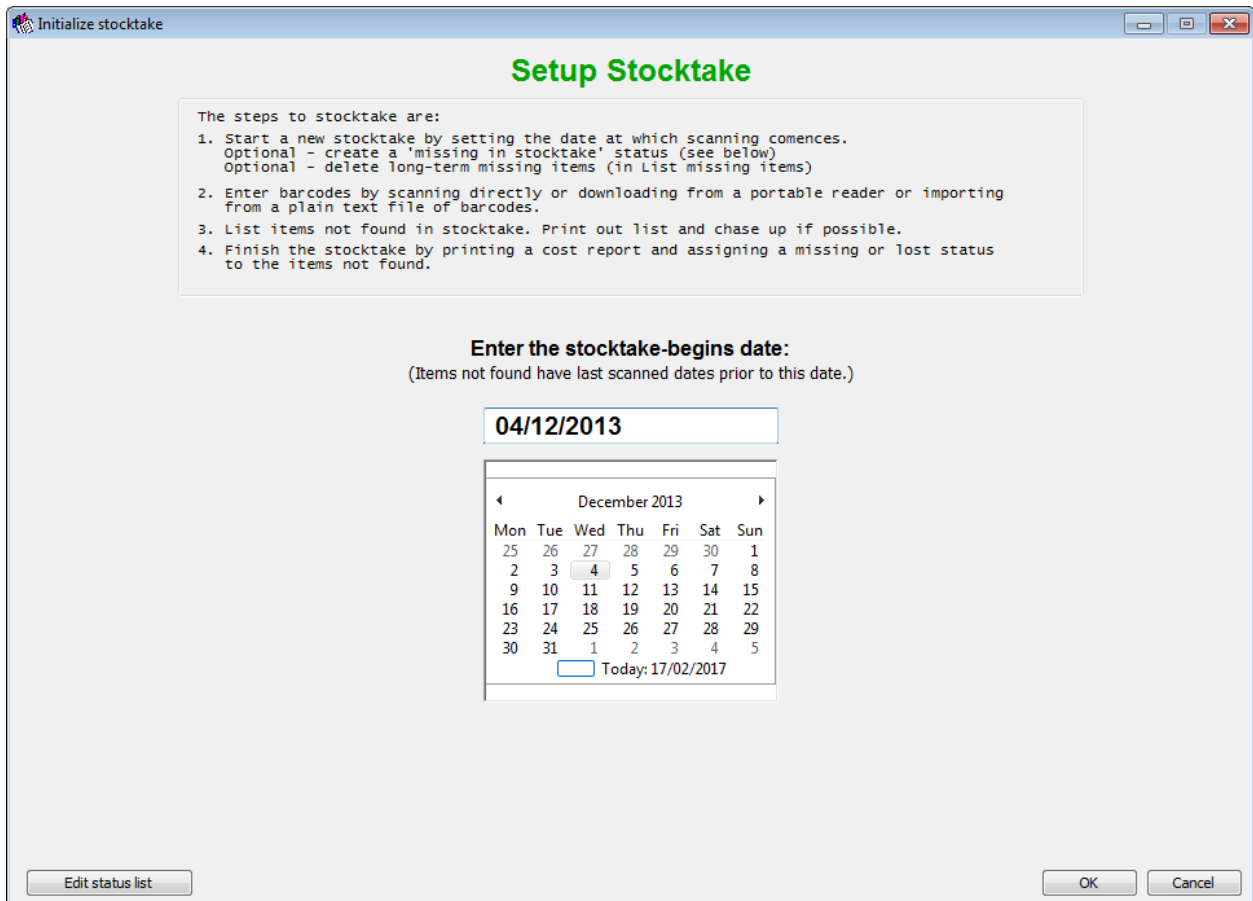 Initialize stocktake
Setup Stocktake
The steps to stocktake are:
1. Start a new stocktake by setting the date at which scanning comences.
Optional - create a 'missing in stocktake' status (see below)
Optional - delete long-term missing items (in List missing items)
2. Enter barcodes by scanning directly or downloading from a portable reader or importing
from a plain text file of barcodes.
3. List items not found in stocktake. Print out list and chase up if possible.
4. Finish the stocktake by printing a cost report and assigning a missing or lost status
to the items not found.
Enter the stocktake-begins date:
(Items not found have last scanned dates prior to this date.)
04/12/2013
December 2013
Mon Tue Wed Thu Fri Sat Sun
25 26 27 28 29 30 1
2 3 4 5 6 7 8
9 10 11 12 13 14 15
16 17 18 19 20 21 22
23 24 25 26 27 28 29
30 31 1 2 3 4 5
Today: 17/02/2017
Edit status list OK Cancel